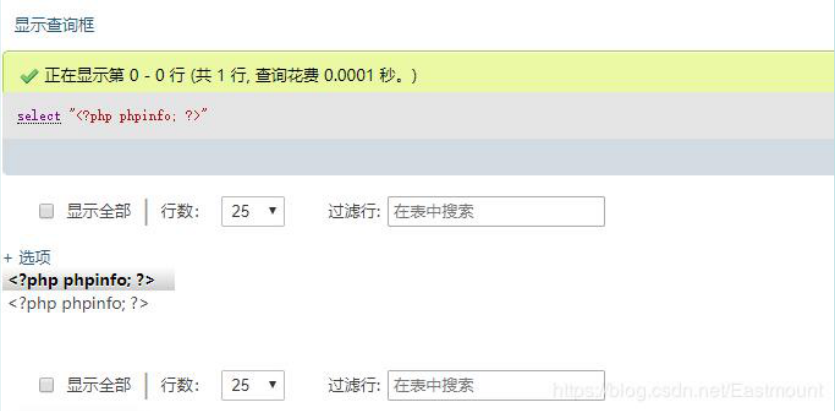 显示查询框
正在显示第 0 - 0 行 (共 1 行, 查询花费 0.0001 秒。)
select "<?php phpinfo; ?>"
显示全部 | 行数: 25 ▼ 过滤行: 在表中搜索
+ 选项
<?php phpinfo; ?>
<?php phpinfo; ?>
显示全部 | 行数: 25 ▼ 过滤行: 在表中搜索
https://blog.csdn.net/Eastmount